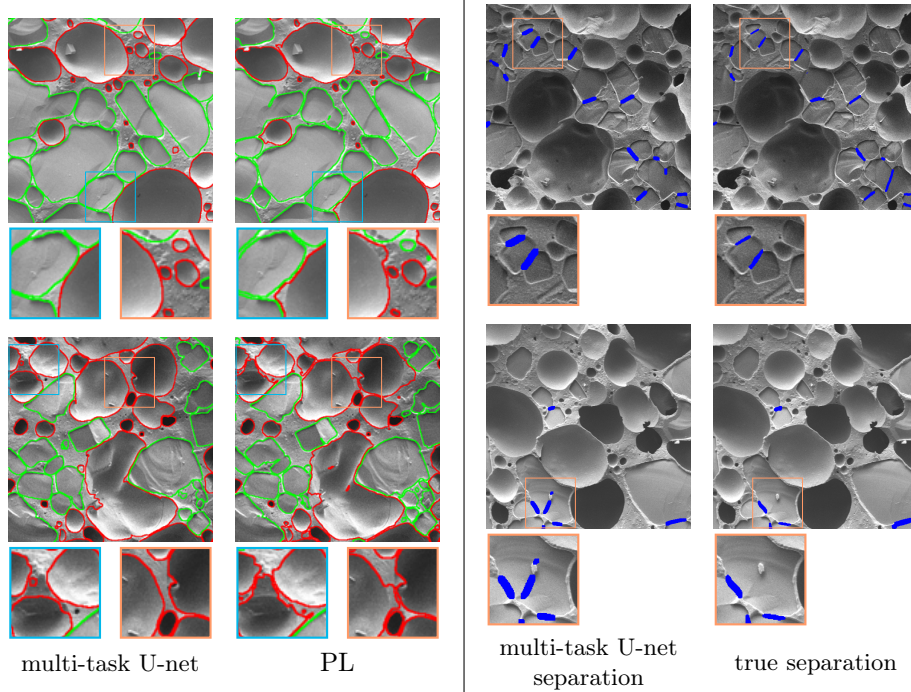 multi-task U-net
PL
multi-task U-net
separation
true separation